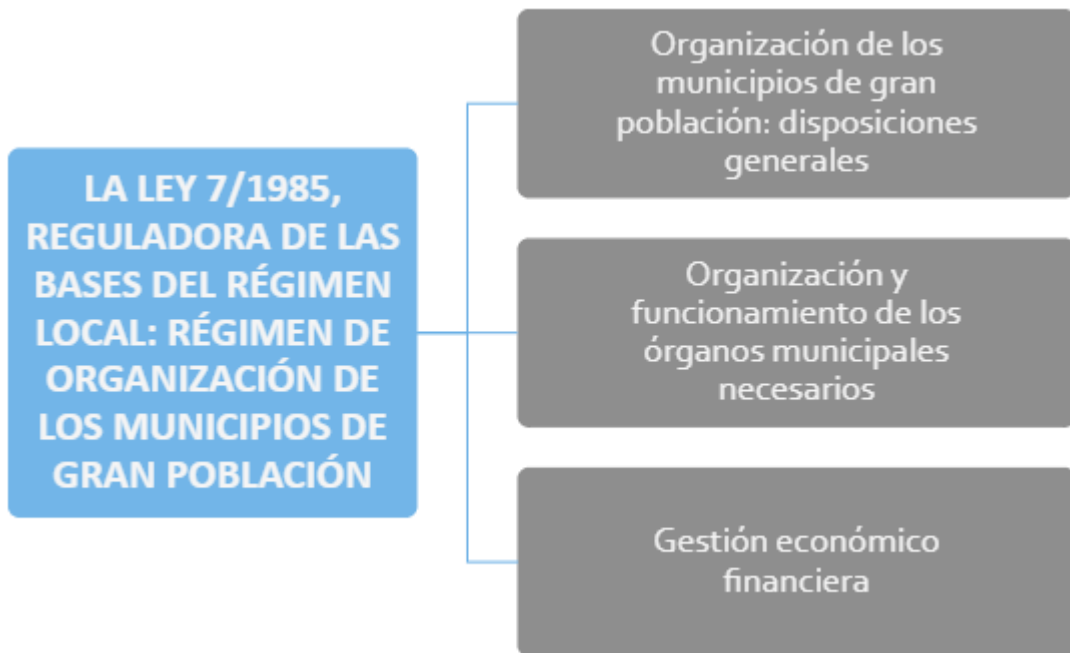 LA LEY 7/1985,
REGULADORA DE LAS
BASES DEL RÉGIMEN
LOCAL: RÉGIMEN DE
ORGANIZACIÓN DE
LOS MUNICIPIOS DE
GRAN POBLACIÓN
Organización de los
municipios de gran
población: disposiciones
generales
Organización y
funcionamiento de los
órganos municipales
necesarios
Gestión económico
financiera